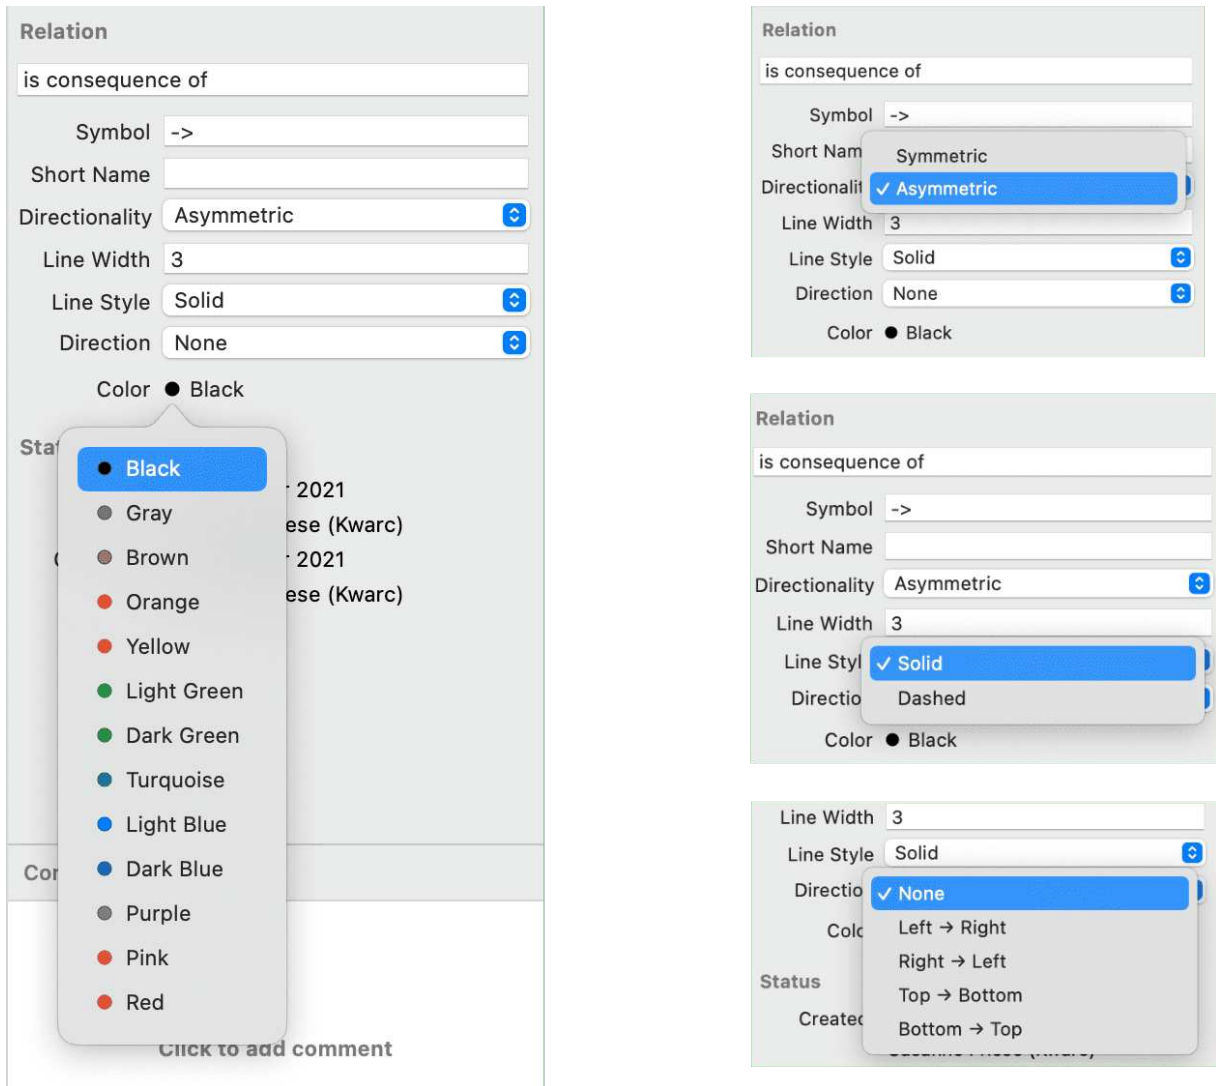 Relation
is consequence of
Symbol ->
Short Name
Directionality Asymmetric
Line Width 3
Line Style Solid
Direction None
Color Black
Black
Gray
2021
Brown
(Kwarc)
2021
Orange
(Kwarc)
Yellow
Light Green
Dark Green
Turquoise
Light Blue
Dark Blue
Purple
Pink
Red
Click to add comment
Relation
is consequence of
Symbol ->
Short Nam
Symmetric
Directionalit ✓ Asymmetric
Line Width 3
Line Style Solid
Direction None
Color Black
Relation
is consequence of
Symbol ->
Short Name
Directionality Asymmetric
Line Width 3
Line Styl ✓ Solid
Directio Dashed
Color Black
Line Width 3
Line Style Solid
Directio ✓ None
Left → Right
Right → Left
Status
Top → Bottom
Created
Bottom → Top